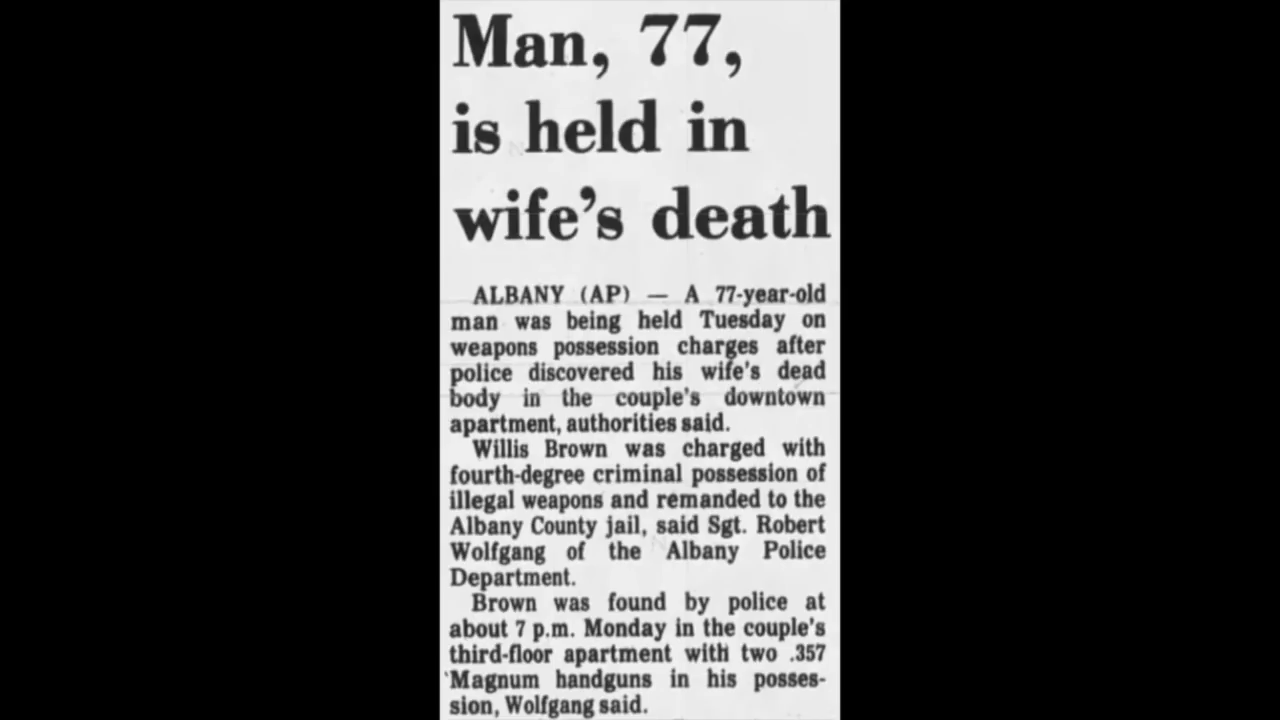 Man, 77,
is held in
wife's death
ALBANY (AP) — A 77-year-old
man was being held Tuesday on
weapons possession charges after
police discovered his wife's dead
body in the couple's downtown
apartment, authorities said.
Willis Brown was charged with
fourth-degree criminal possession of
illegal weapons and remanded to the
Albany County jail, said Sgt. Robert
Wolfgang of the Albany Police
Department.
Brown was found by police at
about 7 p.m. Monday in the couple's
third-floor apartment with two .357
Magnum handguns in his posses-
sion, Wolfgang said.